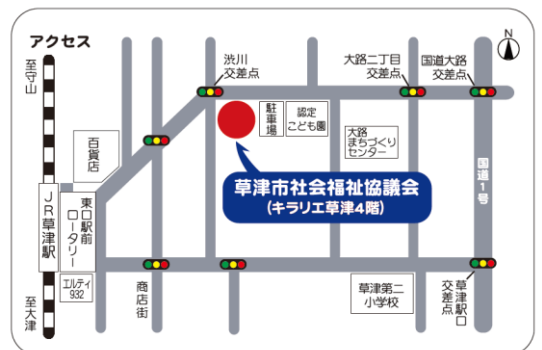 アクセス
至守山
渋川
交差点
大路二丁目
交差点
国道大路
交差点
N
百貨店
駐車場
認定
こども園
大路
まちづくり
センター
国道1号
草津市社会福祉協議会
(キラリエ草津4階)
JR草津駅
東口駅前
ロータリー
エルティ
932
至大津
商店街
草津第二
小学校
草津駅口
交差点